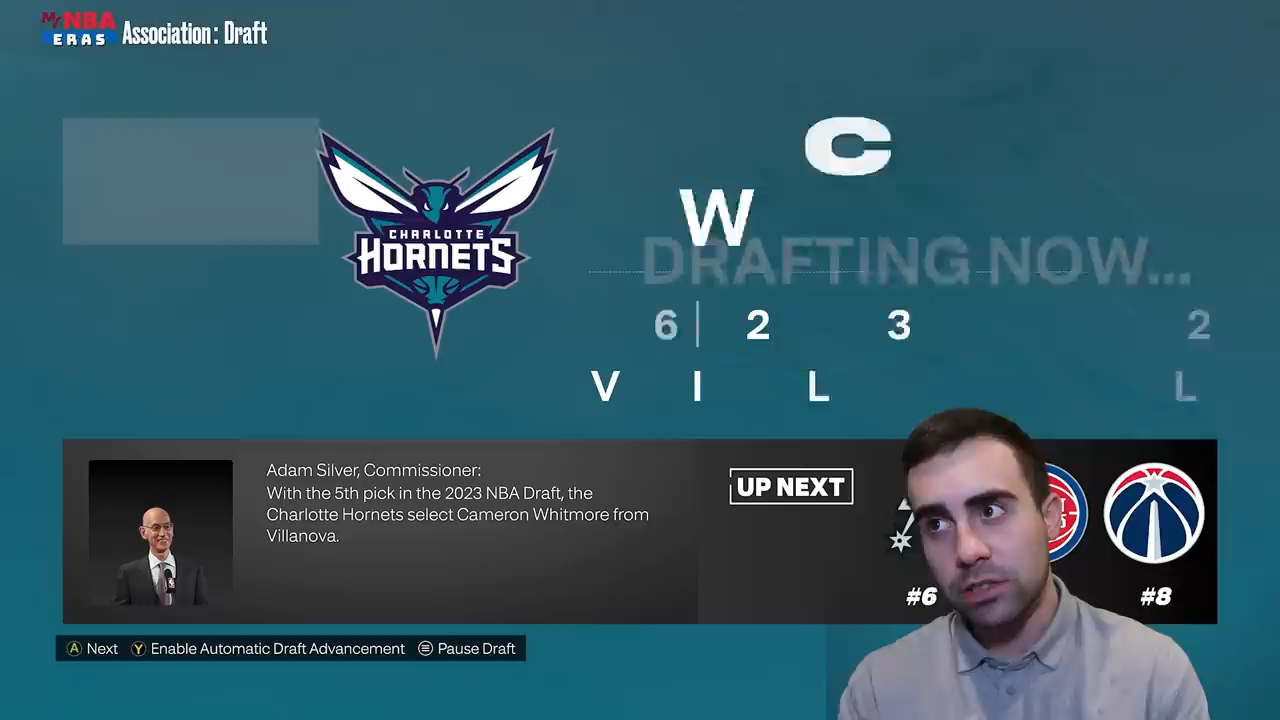 My NBA
ERAS
Association: Draft
C
W
CHARLOTTE
HORNETS
DRAFTING NOW...
6 2 3 2
V I L L
Adam Silver, Commissioner:
With the 5th pick in the 2023 NBA Draft, the
Charlotte Hornets select Cameron Whitmore from
Villanova.
UP NEXT
#6 #8
A Next Y Enable Automatic Draft Advancement Pause Draft